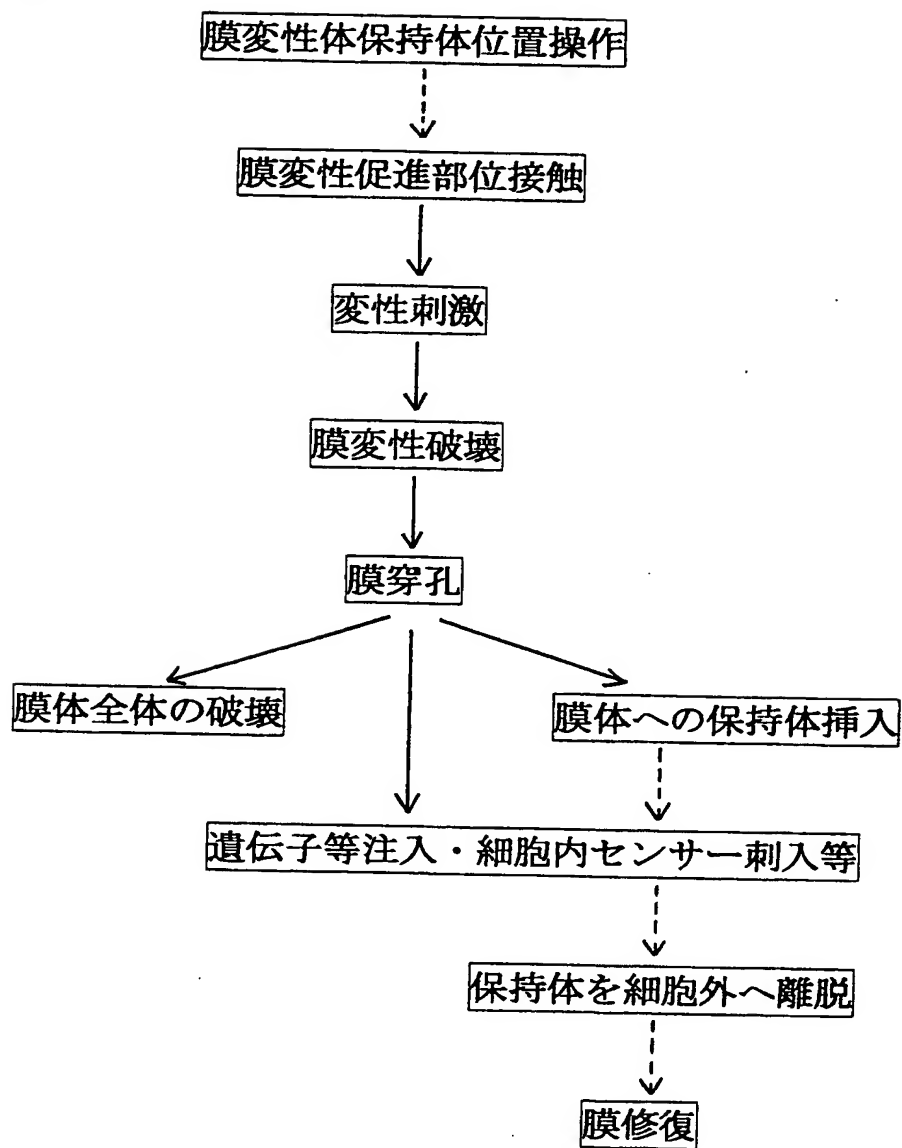 膜変性体保持体位置操作
膜変性促進部位接触
変性刺激
膜変性破壊
膜穿孔
膜体全体の破壊
膜体への保持体挿入
遺伝子等注入・細胞内センサー刺入等
保持体を細胞外へ離脱
膜修復